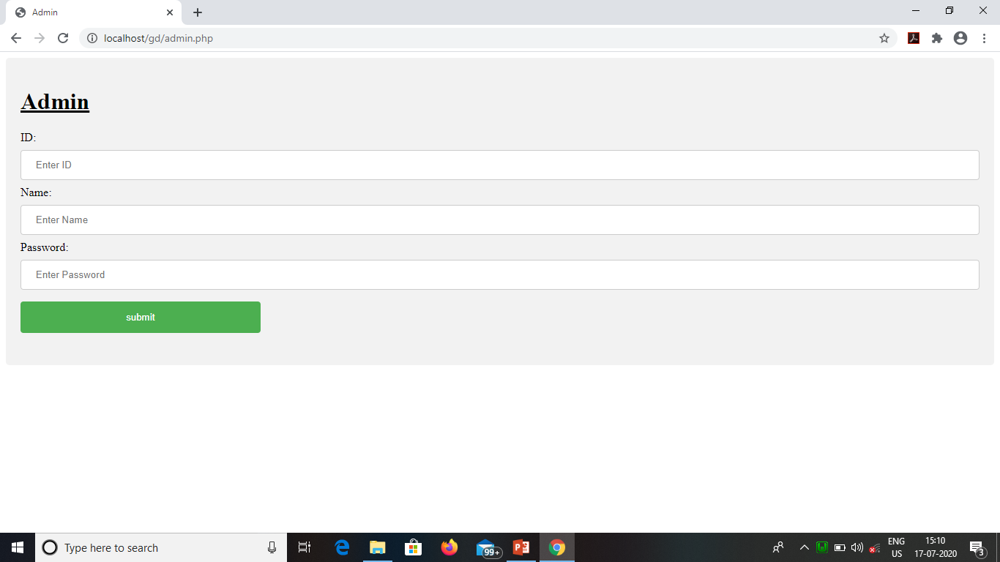 Admin
localhost/gd/admin.php
Admin
ID:
Enter ID
Name:
Enter Name
Password:
Enter Password
submit
Type here to search
99+
ENG
US
15:10
17-07-2020
3